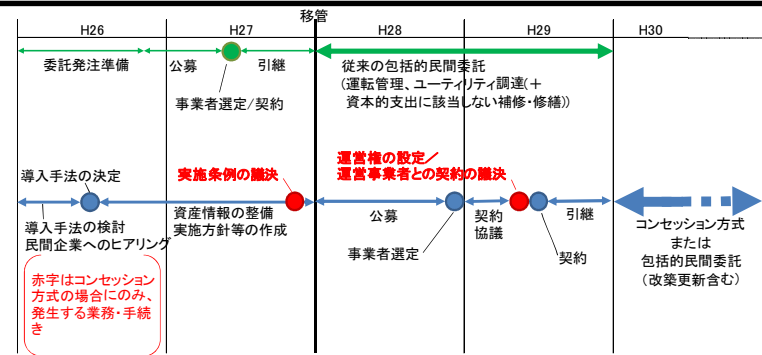 移管
H26
H27
H28
H29
H30
委託発注準備
公募
引継
事業者選定/契約
従来の包括的民間委託
(運転管理、ユーティリティ調達(+
資本的支出に該当しない補修・修繕))
導入手法の決定
実施条例の議決
運営権の設定/
運営事業者との契約の議決
導入手法の検討
民間企業へのヒアリング
資産情報の整備
実施方針等の作成
公募
事業者選定
契約
協議
引継
契約
コンセッション方式
または
包括的民間委託
(改築更新含む)
赤字はコンセッション
方式の場合にのみ、
発生する業務・手続
き